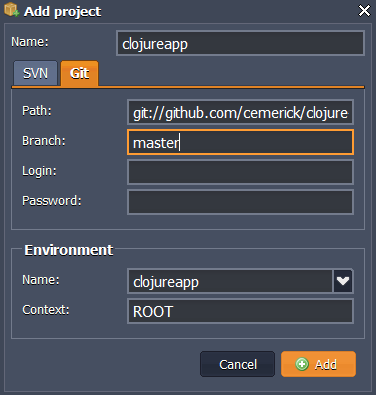 Add project
Name: clojureapp
SVN Git
Path: git://github.com/cemerick/clojure
Branch: master
Login:
Password:
Environment
Name: clojureapp
Context: ROOT
Cancel Add